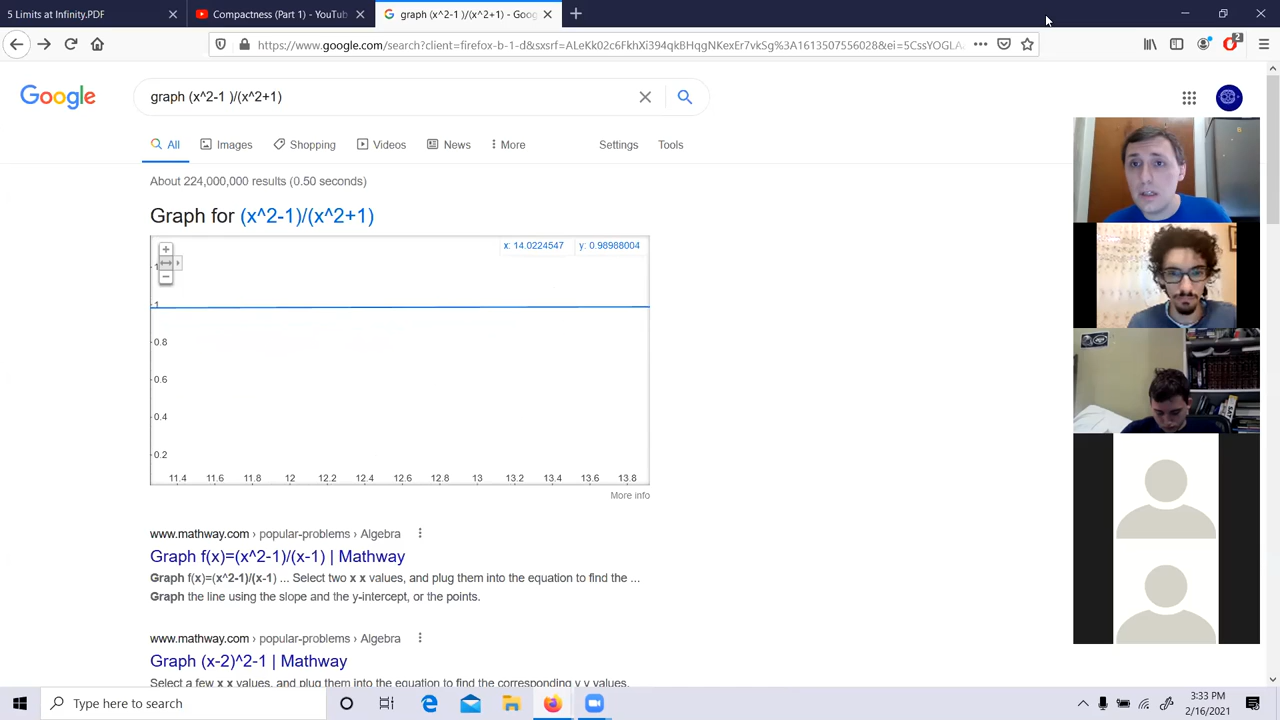 5 Limits at Infinity.PDF
Compactness (Part 1) - YouTub
graph (x^2-1 )/(x^2+1) - Goog
https://www.google.com/search?client=firefox-b-1-d&sxsrf=ALeKk02c6FkhXi394qkBHqgNKexEr7vkSg%3A1613507556028&ei=5CssYOGLA
2
Google
graph (x^2-1 )/(x^2+1)
All
Images
Shopping
Videos
News
More
Settings
Tools
About 224,000,000 results (0.50 seconds)
Graph for (x^2-1)/(x^2+1)
x: 14.0224547
y: 0.98988004
1
0.8
0.6
0.4
0.2
11.4 11.6 11.8 12 12.2 12.4 12.6 12.8 13 13.2 13.4 13.6 13.8
More info
www.mathway.com › popular-problems › Algebra
Graph f(x)=(x^2-1)/(x-1) | Mathway
Graph f(x)=(x^2-1)/(x-1) ... Select two x x values, and plug them into the equation to find the ...
Graph the line using the slope and the y-intercept, or the points.
www.mathway.com › popular-problems › Algebra
Graph (x-2)^2-1 | Mathway
Select a few x x values, and plug them into the equation to find the corresponding y y values.
Type here to search
3:33 PM
2/16/2021